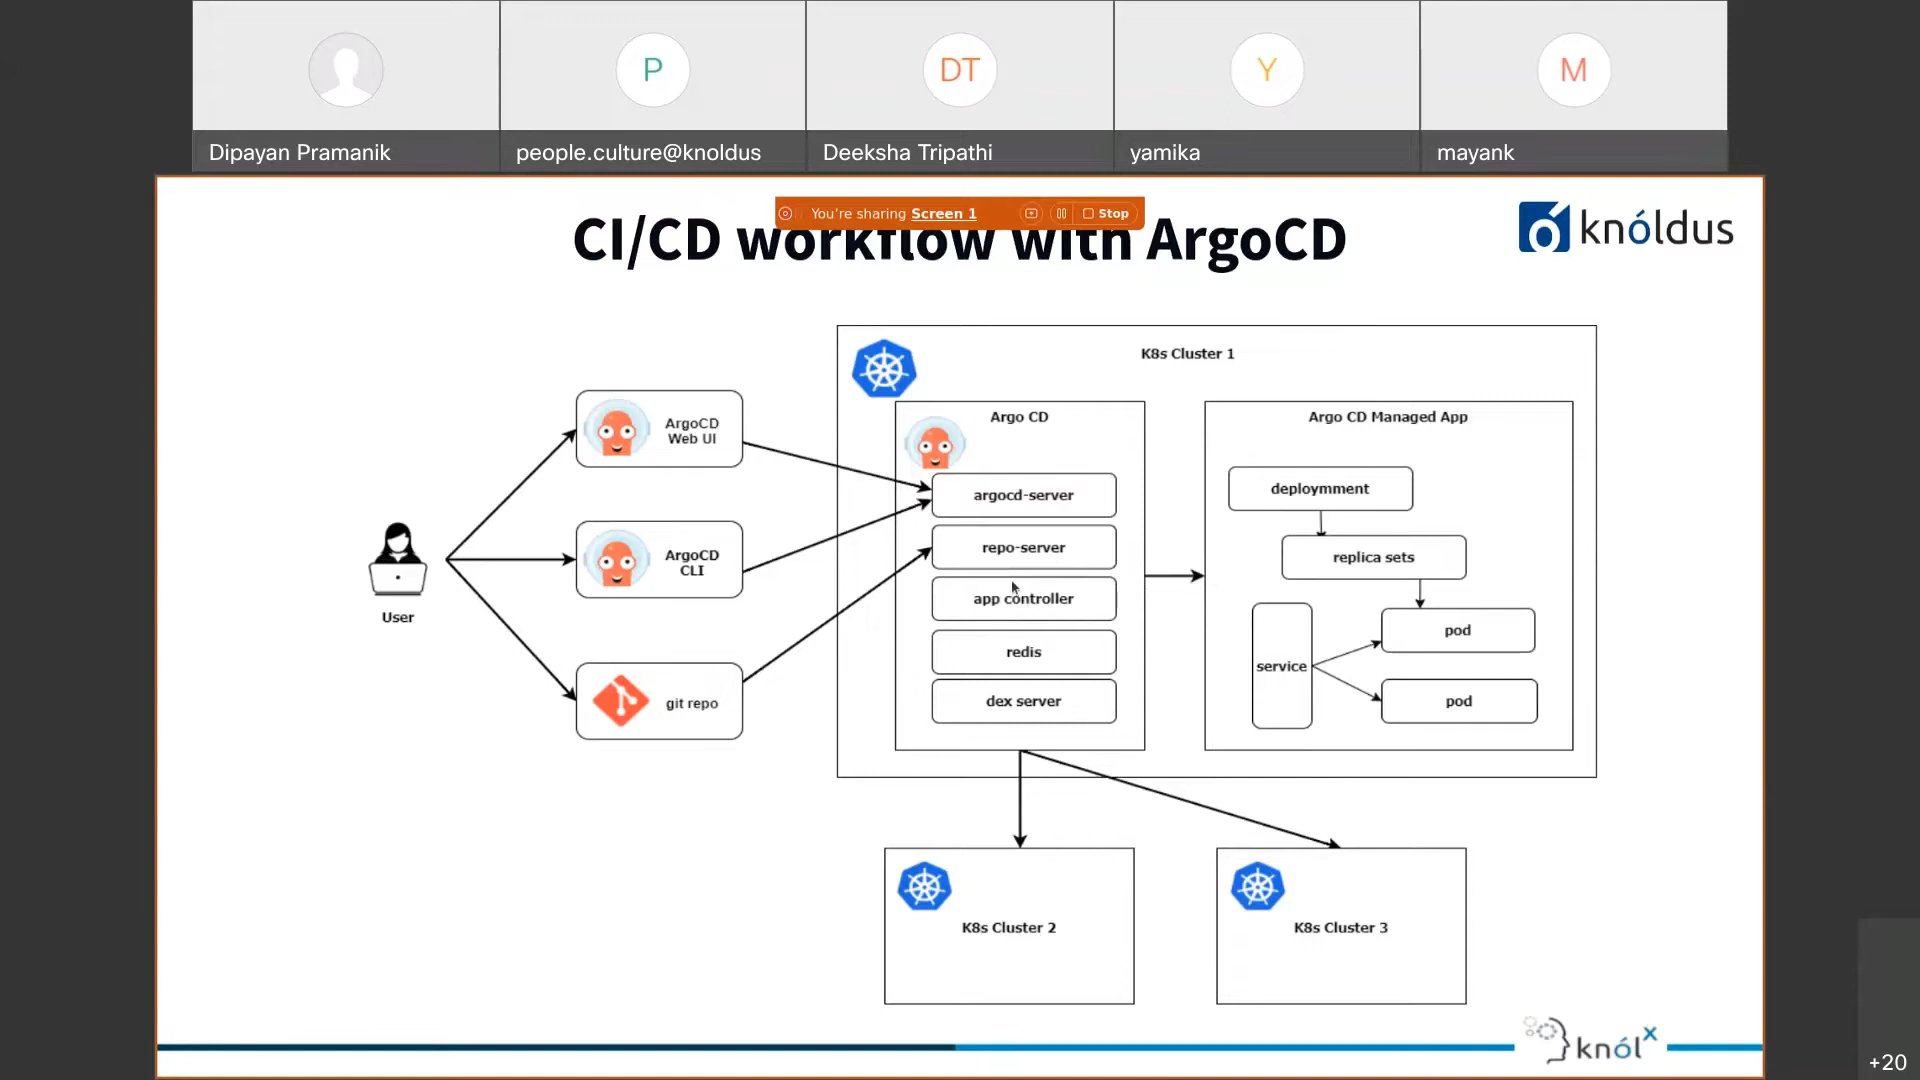 P
DT
Y
M
Dipayan Pramanik
people.culture@knoldus
Deeksha Tripathi
yamika
mayank
You're sharing Screen 1
Stop
CI/CD workflow with ArgoCD
knóldus
K8s Cluster 1
ArgoCD
Web UI
Argo CD
Argo CD Managed App
argocd-server
deploymment
repo-server
replica sets
ArgoCD
CLI
app controller
User
pod
redis
service
git repo
dex server
pod
K8s Cluster 2
K8s Cluster 3
knólx
+20